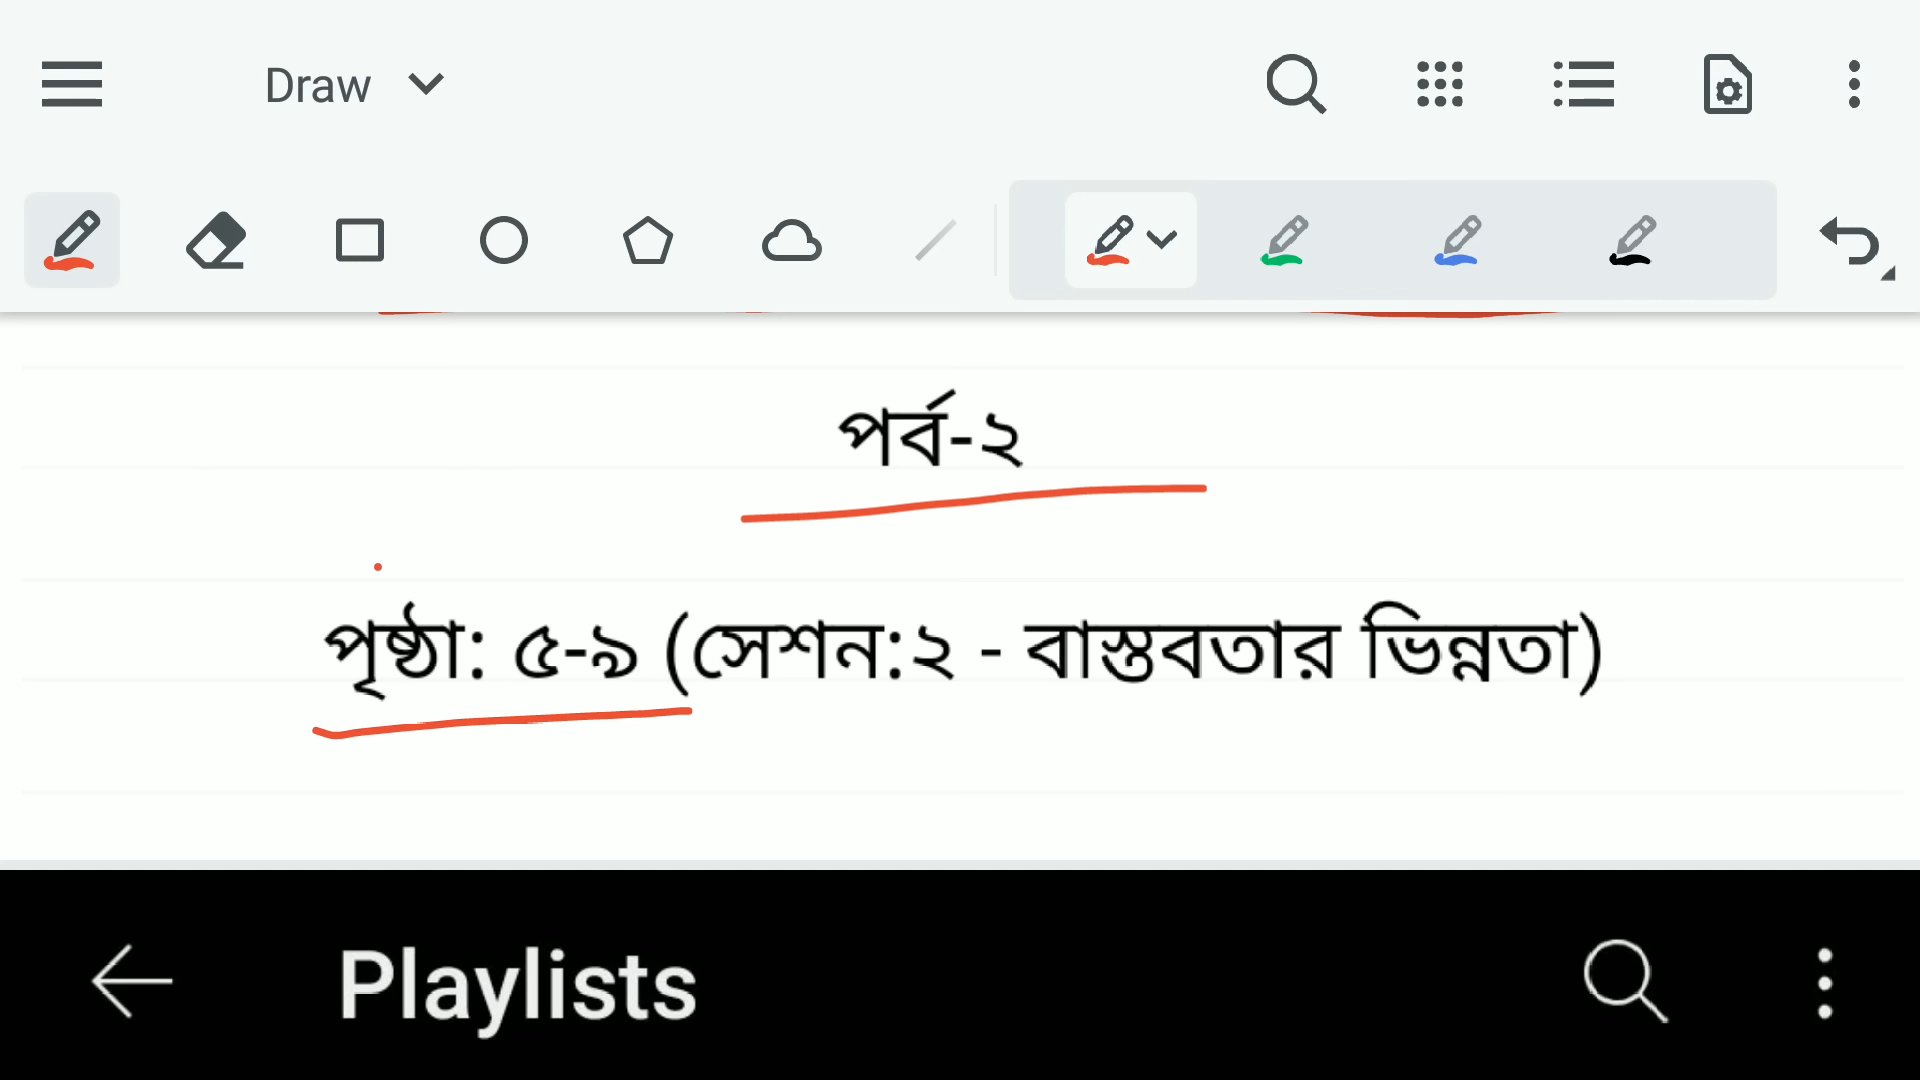 Draw
পর্ব-২
পৃষ্ঠা: ৫-৯ (সেশন:২ - বাস্তবতার ভিন্নতা)
Playlists